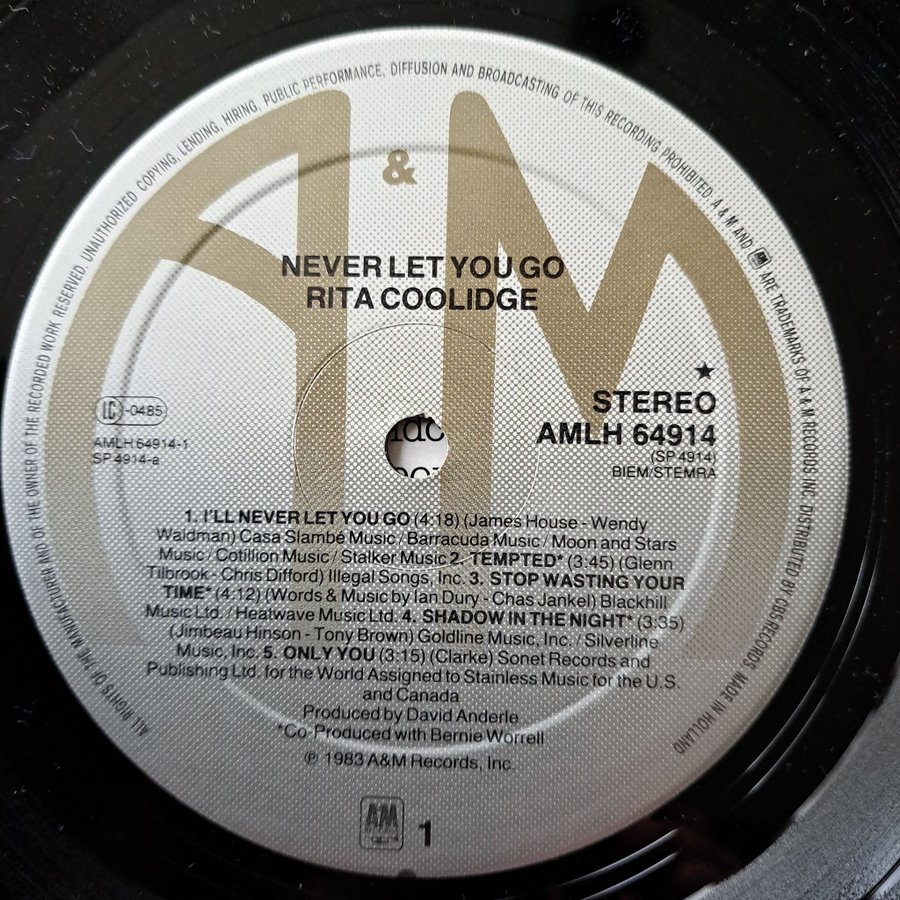 ALL RIGHTS OF THE MANUFACTURER AND OF THE OWNER OF THE RECORDED WORK RESERVED. UNAUTHORIZED COPYING, LENDING, HIRING, PUBLIC PERFORMANCE, DIFFUSION AND BROADCASTING OF THIS RECORDING PROHIBITED A & M AND AM ARE TRADEMARKS OF A & M RECORDS INC. DISTRIBUTED BY CBS RECORDS. MADE IN HOLLAND
A&M
NEVER LET YOU GO
RITA COOLIDGE
★
STEREO
AMLH 64914
(SP 4914)
BIEM/STEMRA
LC -0485
AMLH 64914-1
SP 4914-a
1. I'LL NEVER LET YOU GO (4:18) (James House - Wendy
Waidman) Casa Slambé Music / Barracuda Music / Moon and Stars
Music / Cotillion Music / Stalker Music 2. TEMPTED* (3:45) (Glenn
Tilbrook - Chris Difford) Illegal Songs, Inc. 3. STOP WASTING YOUR
TIME* (4:12) (Words & Music by Ian Dury - Chas Jankel) Blackhill
Music Ltd. / Heatwave Music Ltd. 4. SHADOW IN THE NIGHT* (3:35)
(Jimbeau Hinson - Tony Brown) Goldline Music, Inc. / Silverline
Music, Inc. 5. ONLY YOU (3:15) (Clarke) Sonet Records and
Publishing Ltd. for the World Assigned to Stainless Music for the U.S.
and Canada
Produced by David Anderle
*Co-Produced with Bernie Worrell
℗ 1983 A&M Records, Inc.
AM
1